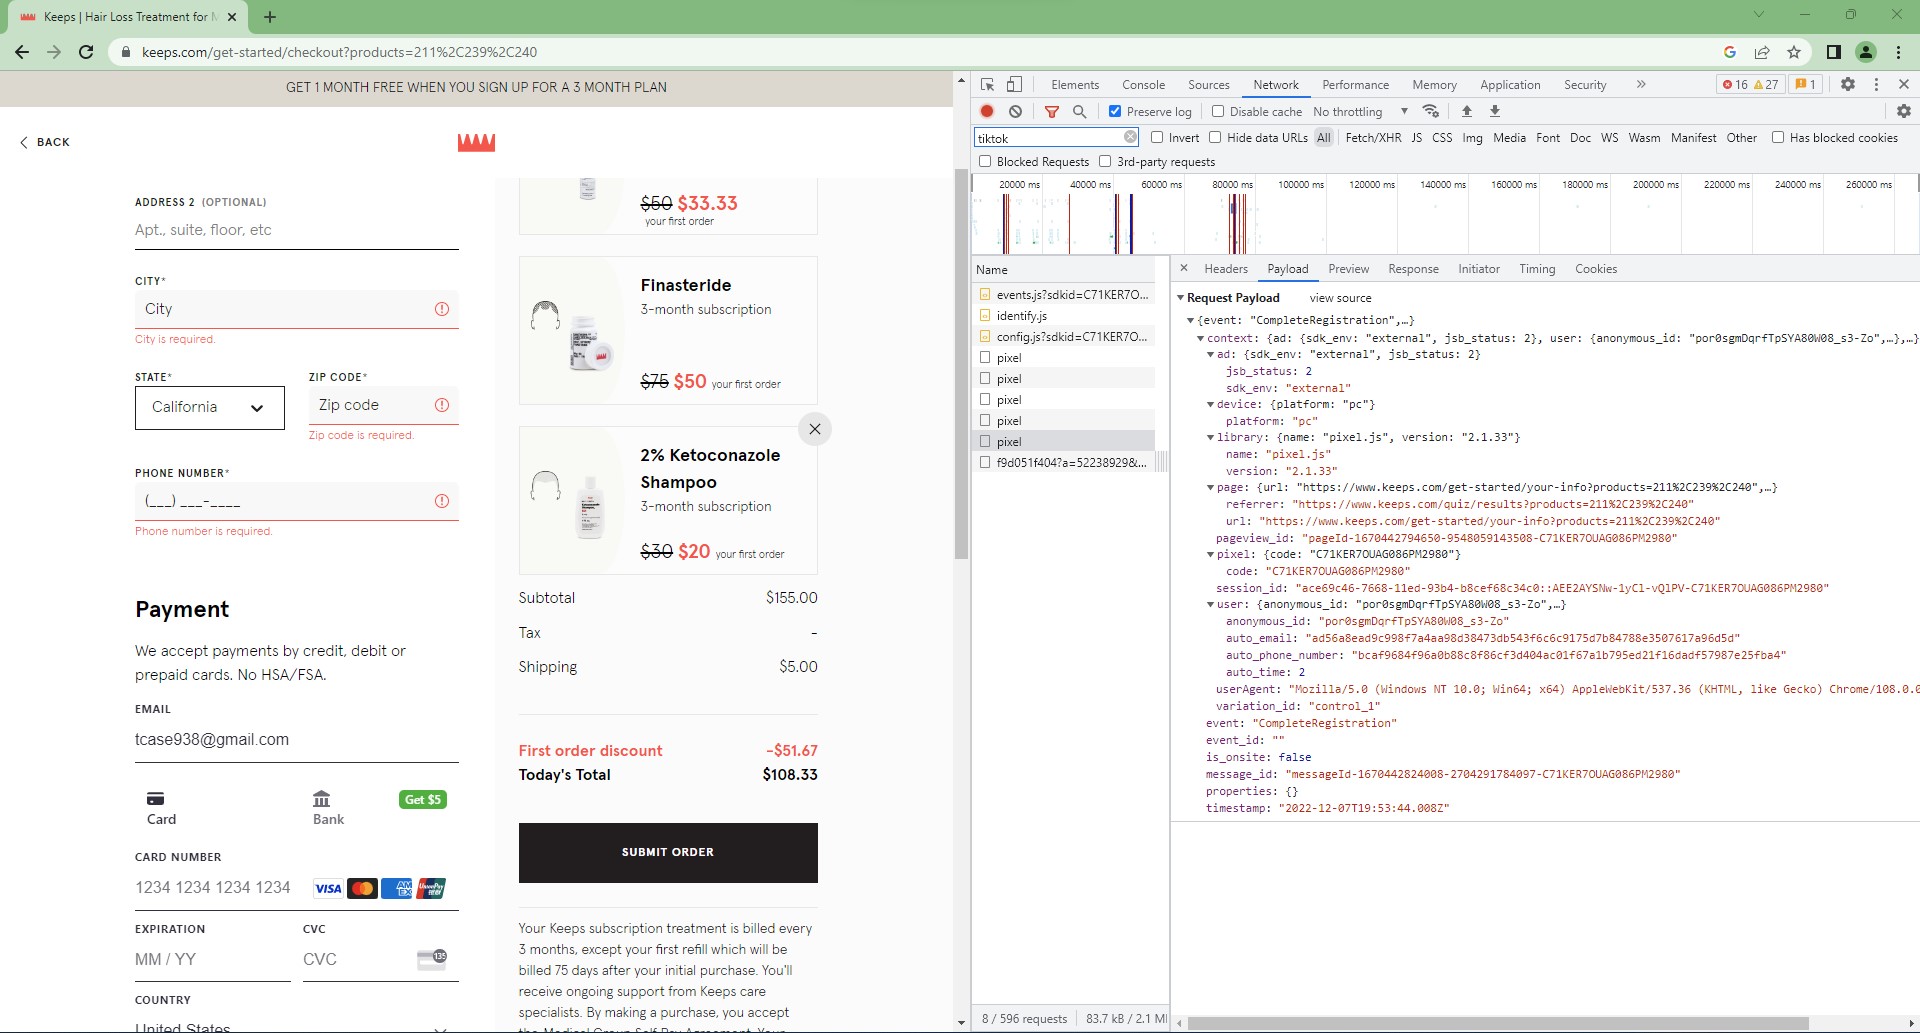 Keeps | Hair Loss Treatment for M
keeps.com/get-started/checkout?products=211%2C239%2C240
GET 1 MONTH FREE WHEN YOU SIGN UP FOR A 3 MONTH PLAN
BACK
ADDRESS 2 (OPTIONAL)
Apt., suite, floor, etc
CITY*
City
City is required.
STATE*
ZIP CODE*
California
Zip code
Zip code is required.
PHONE NUMBER*
(___) ___-____
Phone number is required.
Payment
We accept payments by credit, debit or
prepaid cards. No HSA/FSA.
EMAIL
tcase938@gmail.com
Card
Bank
Get $5
CARD NUMBER
1234 1234 1234 1234
VISA
AMEX
UnionPay
EXPIRATION
CVC
MM / YY
CVC
135
COUNTRY
United States
$50 $33.33
your first order
Finasteride
3-month subscription
$75 $50 your first order
2% Ketoconazole
Shampoo
3-month subscription
$30 $20 your first order
Subtotal $155.00
Tax -
Shipping $5.00
First order discount -$51.67
Today's Total $108.33
SUBMIT ORDER
Your Keeps subscription treatment is billed every
3 months, except your first refill which will be
billed 75 days after your initial purchase. You'll
receive ongoing support from Keeps care
specialists. By making a purchase, you accept
the Medical Group Self Pay Agreement. Your
Elements Console Sources Network Performance Memory Application Security » 16 27 1
Preserve log Disable cache No throttling
tiktok Invert Hide data URLs All Fetch/XHR JS CSS Img Media Font Doc WS Wasm Manifest Other Has blocked cookies
Blocked Requests 3rd-party requests
20000 ms 40000 ms 60000 ms 80000 ms 100000 ms 120000 ms 140000 ms 160000 ms 180000 ms 200000 ms 220000 ms 240000 ms 260000 ms
Name
events.js?sdkid=C71KER7O...
identify.js
config.js?sdkid=C71KER7O...
pixel
pixel
pixel
pixel
pixel
f9d051f404?a=52238929&...
8 / 596 requests 83.7 kB / 2.1 M
Headers Payload Preview Response Initiator Timing Cookies
Request Payload view source
{event: "CompleteRegistration",…}
context: {ad: {sdk_env: "external", jsb_status: 2}, user: {anonymous_id: "por0sgmDqrfTpSYA80W08_s3-Zo",…},…}
ad: {sdk_env: "external", jsb_status: 2}
jsb_status: 2
sdk_env: "external"
device: {platform: "pc"}
platform: "pc"
library: {name: "pixel.js", version: "2.1.33"}
name: "pixel.js"
version: "2.1.33"
page: {url: "https://www.keeps.com/get-started/your-info?products=211%2C239%2C240",…}
referrer: "https://www.keeps.com/quiz/results?products=211%2C239%2C240"
url: "https://www.keeps.com/get-started/your-info?products=211%2C239%2C240"
pageview_id: "pageId-1670442794650-9548059143508-C71KER7OUAG086PM2980"
pixel: {code: "C71KER7OUAG086PM2980"}
code: "C71KER7OUAG086PM2980"
session_id: "ace69c46-7668-11ed-93b4-b8cef68c34c0::AEE2AYSNw-1yCl-vQlPV-C71KER7OUAG086PM2980"
user: {anonymous_id: "por0sgmDqrfTpSYA80W08_s3-Zo",…}
anonymous_id: "por0sgmDqrfTpSYA80W08_s3-Zo"
auto_email: "ad56a8ead9c998f7a4aa98d38473db543f6c6c9175d7b84788e3507617a96d5d"
auto_phone_number: "bcaf9684f96a0b88c8f86cf3d404ac01f67a1b795ed21f16dadf57987e25fba4"
auto_time: 2
userAgent: "Mozilla/5.0 (Windows NT 10.0; Win64; x64) AppleWebKit/537.36 (KHTML, like Gecko) Chrome/108.0.0
variation_id: "control_1"
event: "CompleteRegistration"
event_id: ""
is_onsite: false
message_id: "messageId-1670442824008-2704291784097-C71KER7OUAG086PM2980"
properties: {}
timestamp: "2022-12-07T19:53:44.008Z"